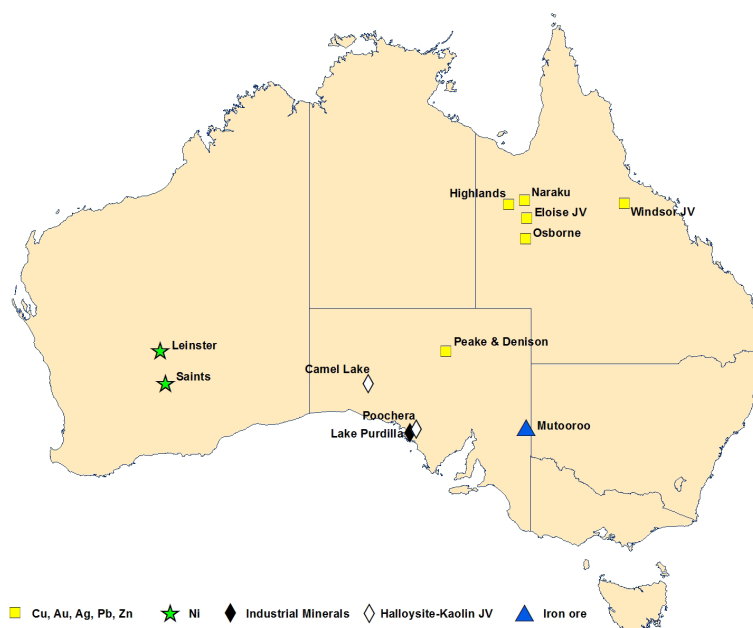 Naraku
Highlands
Eloise JV
Windsor JV
Osborne
Leinster
Peake & Denison
Camel Lake
Saints
Poochera
Lake Purdilla
Mutooroo
Cu, Au, Ag, Pb, Zn
Ni
Industrial Minerals
Halloysite-Kaolin JV
Iron ore